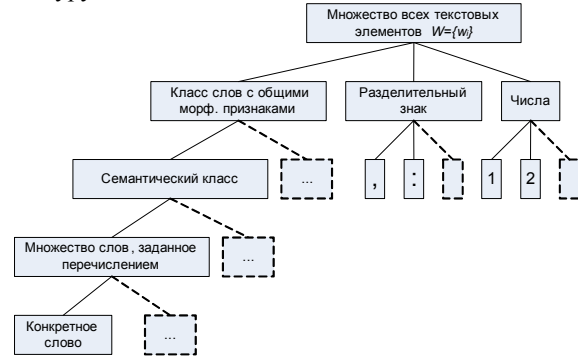 Множество всех текстовых
элементов W={wᵢ}
Класс слов с общими
морф. признаками
Разделительный
знак
Числа
Семантический класс
...
,
:
1
2
Множество слов, заданное
перечислением
...
Конкретное
слово
...